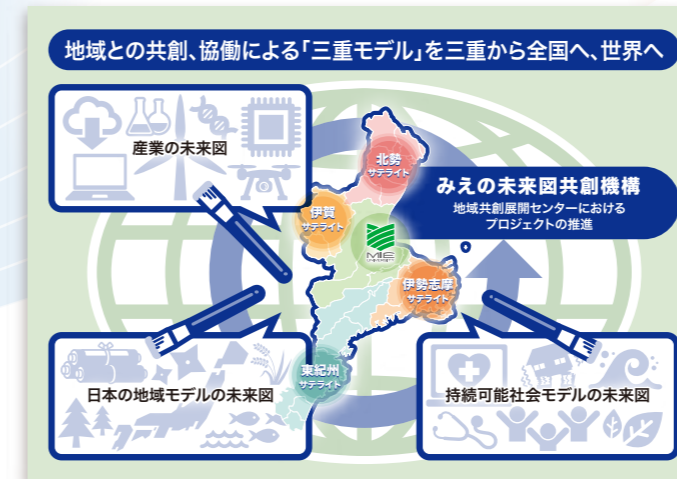 地域との共創、協働による「三重モデル」を三重から全国へ、世界へ
産業の未来図
北勢
サテライト
みえの未来図共創機構
地域共創展開センターにおける
プロジェクトの推進
伊賀
サテライト
MIE
UNIVERSITY
伊勢志摩
サテライト
東紀州
サテライト
日本の地域モデルの未来図
持続可能社会モデルの未来図